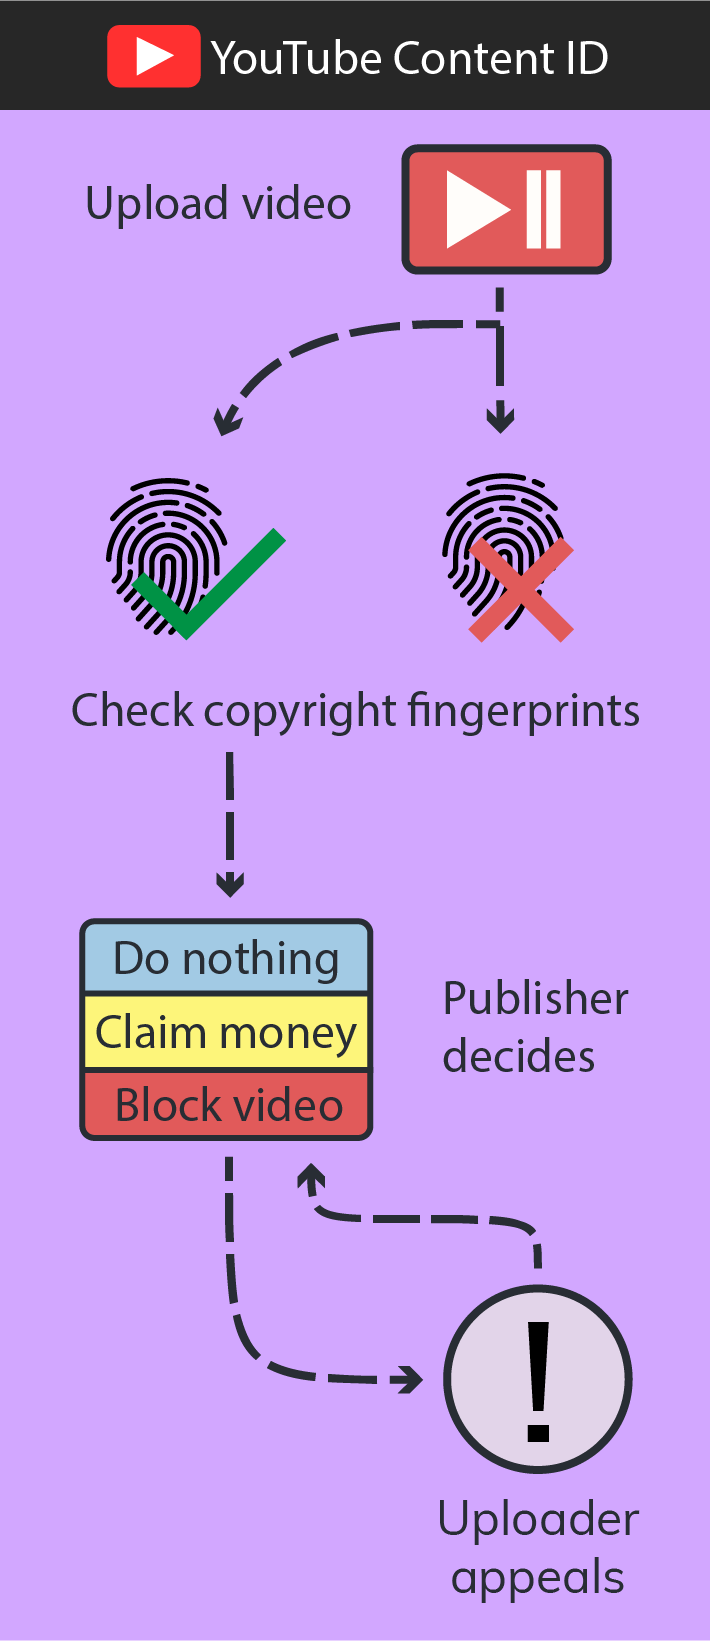 YouTube Content ID
Upload video
Check copyright fingerprints
Do nothing
Claim money
Block video
Publisher
decides
!
Uploader
appeals